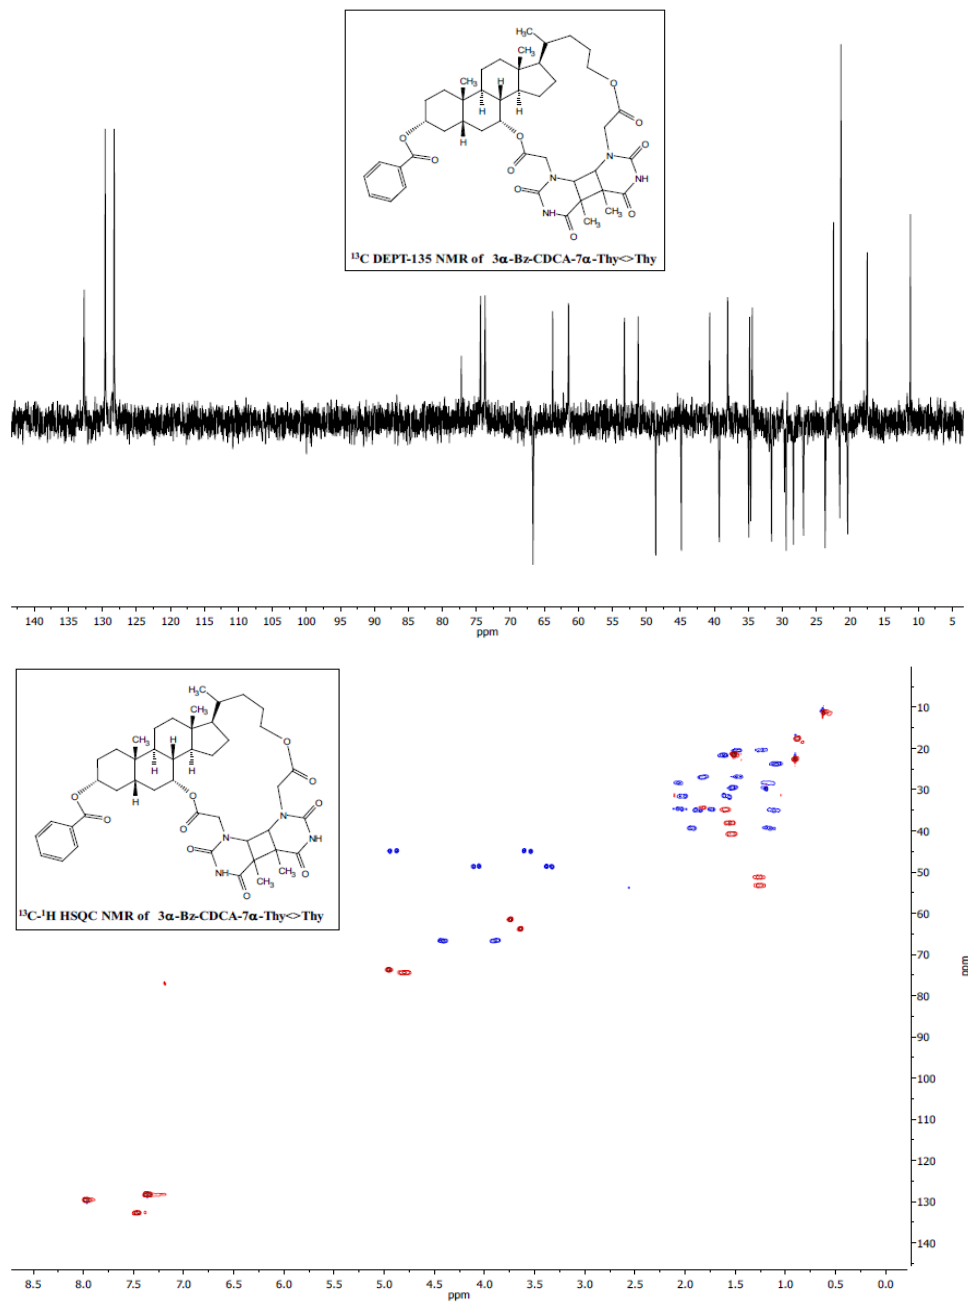 H₃C
CH₃
CH₃ H
H H O
O O
O H O N O
O O N NH
O N
NH CH₃ CH₃ O
O
¹³C DEPT-135 NMR of 3α-Bz-CDCA-7α-Thy<>Thy
140 135 130 125 120 115 110 105 100 95 90 85 80 75 70 65 60 55 50 45 40 35 30 25 20 15 10 5
ppm
H₃C
CH₃
CH₃ H
H H O
O O
O H O N O
O O N NH
O N
NH CH₃ CH₃ O
O
¹³C-¹H HSQC NMR of 3α-Bz-CDCA-7α-Thy<>Thy
10
20
30
40
50
60
70
80
90
100
110
120
130
140
ppm
8.5 8.0 7.5 7.0 6.5 6.0 5.5 5.0 4.5 4.0 3.5 3.0 2.5 2.0 1.5 1.0 0.5 0.0
ppm